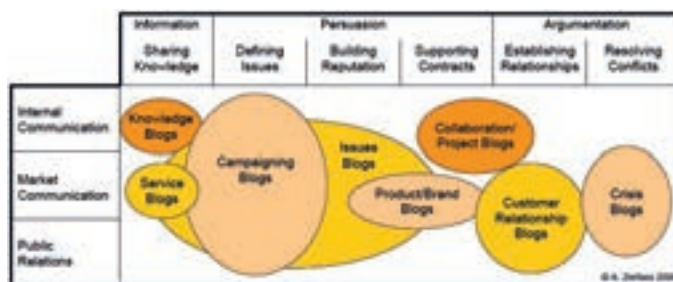 Information Persuasion Argumentation
Sharing Defining Building Supporting Establishing Resolving
Knowledge Issues Reputation Contracts Relationships Conflicts
Internal
Communication
Market
Communication
Public
Relations
Knowledge
Blogs
Service
Blogs
Campaigning
Blogs
Issues
Blogs
Collaboration/
Project Blogs
Product/Brand
Blogs
Customer
Relationship
Blogs
Crisis
Blogs